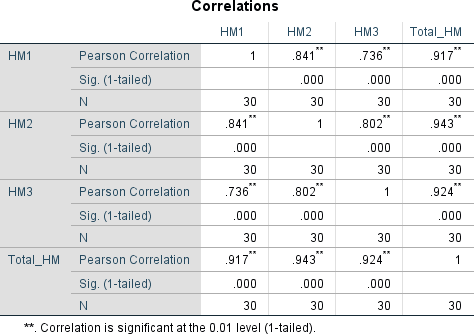 Correlations
HM1 HM2 HM3 Total_HM
HM1 Pearson Correlation 1 .841** .736** .917**
Sig. (1-tailed) .000 .000 .000
N 30 30 30 30
HM2 Pearson Correlation .841** 1 .802** .943**
Sig. (1-tailed) .000 .000 .000
N 30 30 30 30
HM3 Pearson Correlation .736** .802** 1 .924**
Sig. (1-tailed) .000 .000 .000
N 30 30 30 30
Total_HM Pearson Correlation .917** .943** .924** 1
Sig. (1-tailed) .000 .000 .000
N 30 30 30 30
**. Correlation is significant at the 0.01 level (1-tailed).